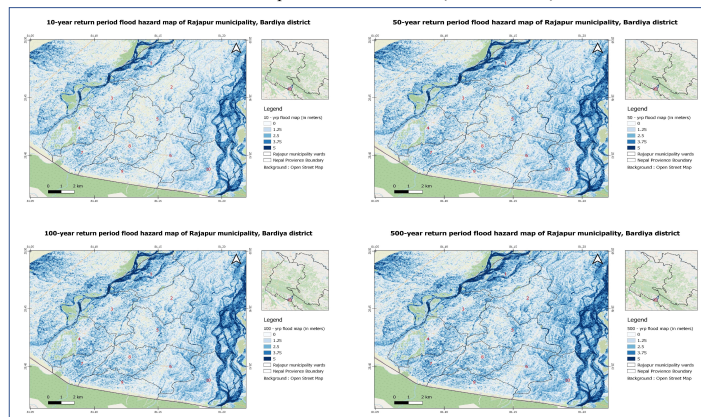 10-year return period flood hazard map of Rajapur municipality, Bardiya district
Legend
10 - yrp flood map (in meters)
0
1.25
2.5
3.75
5
Rajapur municipality wards
Nepal Provience Boundary
Background : Open Street Map
0 1 2 km
50-year return period flood hazard map of Rajapur municipality, Bardiya district
Legend
50 - yrp flood map (in meters)
0
1.25
2.5
3.75
5
Rajapur municipality wards
Nepal Provience Boundary
Background : Open Street Map
0 1 2 km
100-year return period flood hazard map of Rajapur municipality, Bardiya district
Legend
100 - yrp flood map (in meters)
0
1.25
2.5
3.75
5
Rajapur municipality wards
Nepal Provience Boundary
Background : Open Street Map
0 1 2 km
500-year return period flood hazard map of Rajapur municipality, Bardiya district
Legend
500 - yrp flood map (in meters)
0
1.25
2.5
3.75
5
Rajapur municipality wards
Nepal Provience Boundary
Background : Open Street Map
0 1 2 km